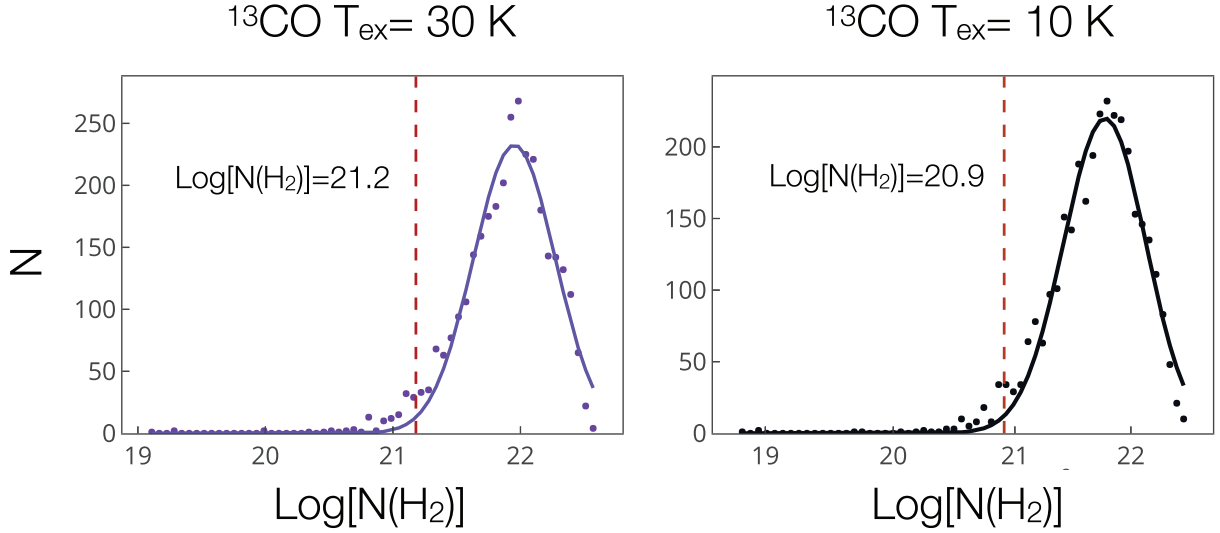 ¹³CO Tₑₓ= 30 K
250
200
150
100
50
0
N
Log[N(H₂)]=21.2
19 20 21 22
Log[N(H₂)]
¹³CO Tₑₓ= 10 K
200
150
100
50
0
Log[N(H₂)]=20.9
19 20 21 22
Log[N(H₂)]